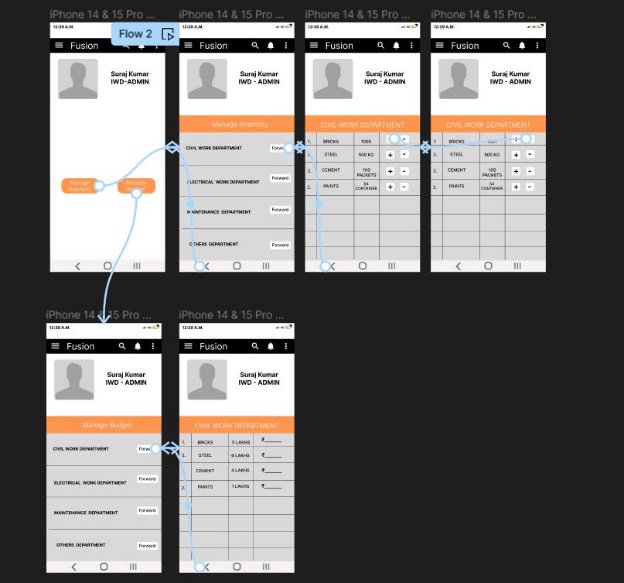 iPhone 14 & 15 Pro ...
iPhone 14 & 15 Pro ...
iPhone 14 & 15 Pro ...
iPhone 14 & 15 Pro ...
Flow 2
12:39 A.M.
Fusion
Suraj Kumar
IWD-ADMIN
Manage Inventory
Manage Budget
12:39 A.M.
Fusion
Suraj Kumar
IWD-ADMIN
Manage Inventory
CIVIL WORK DEPARTMENT Forward
ELECTRICAL WORK DEPARTMENT Forward
MAINTENANCE DEPARTMENT Forward
OTHERS DEPARTMENT Forward
12:39 A.M.
Fusion
Suraj Kumar
IWD-ADMIN
CIVIL WORK DEPARTMENT
1. BRICKS 1000 + -
2. STEEL 500 KG + -
2. CEMENT 100 PACKETS + -
2. PAINTS CONTAINER + -
12:39 A.M.
Fusion
Suraj Kumar
IWD-ADMIN
CIVIL WORK DEPARTMENT
1. BRICKS
2. STEEL 500 KG + -
2. CEMENT 100 PACKETS + -
2. PAINTS CONTAINER + -
iPhone 14 & 15 Pro ...
iPhone 14 & 15 Pro ...
12:39 A.M.
Fusion
Suraj Kumar
IWD - ADMIN
Manage Budget
CIVIL WORK DEPARTMENT Forward
ELECTRICAL WORK DEPARTMENT Forward
MAINTENANCE DEPARTMENT Forward
OTHERS DEPARTMENT Forward
12:39 A.M.
Fusion
Suraj Kumar
IWD - ADMIN
CIVIL WORK DEPARTMENT
1. BRICKS 5 LAKHS ₹_____
2. STEEL 6 LAKHS ₹_____
2. CEMENT 4 LAKHS ₹_____
2. PAINTS 1 LAKHS ₹_____